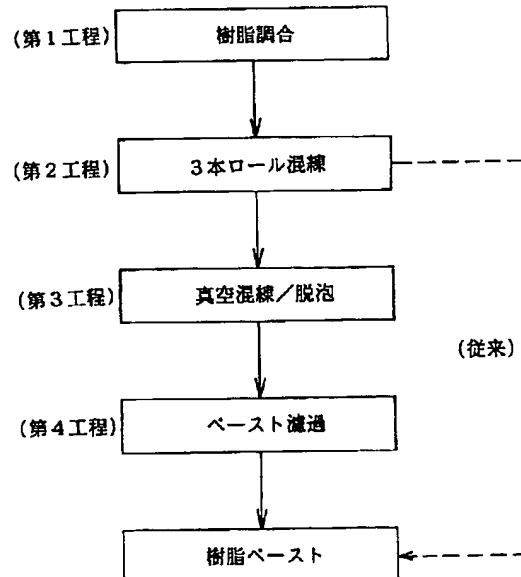 (第1工程) 樹脂調合
(第2工程) 3本ロール混練
(第3工程) 真空混練/脱泡
(従来)
(第4工程) ペースト濾過
樹脂ペースト